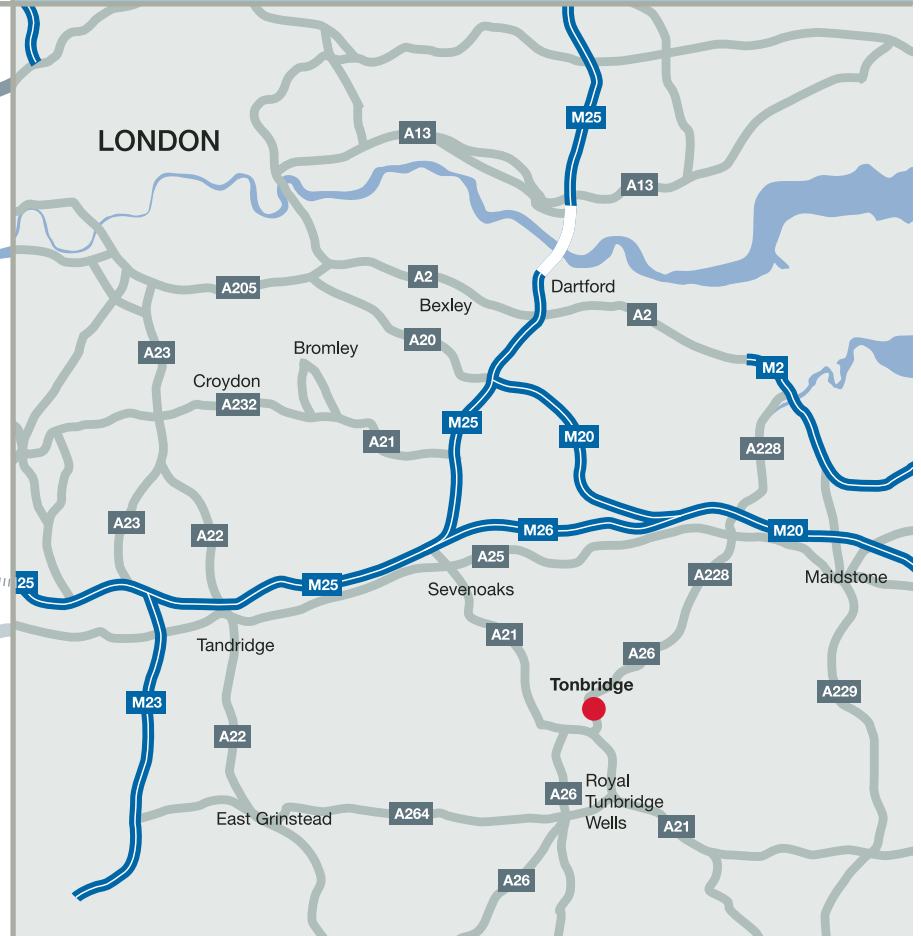 M25
A13
LONDON
A13
A2
Dartford
A205
Bexley
A2
A20
Bromley
A23
M2
Croydon
A232
M25
M20
A21
A228
A23
A22
M26
M20
A25
25
M25
Sevenoaks
A228
Maidstone
A21
Tandridge
A26
Tonbridge
A229
M23
A22
Royal
Tunbridge
Wells
A26
East Grinstead
A264
A21
A26